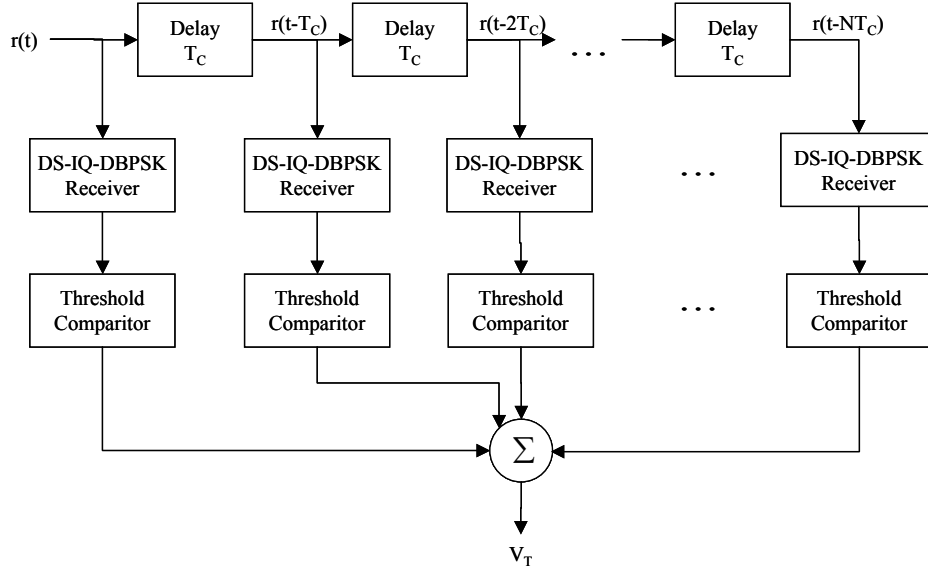 r(t)
Delay
T_C
r(t-T_C)
Delay
T_C
r(t-2T_C)
...
Delay
T_C
r(t-NT_C)
DS-IQ-DBPSK
Receiver
DS-IQ-DBPSK
Receiver
DS-IQ-DBPSK
Receiver
...
DS-IQ-DBPSK
Receiver
Threshold
Comparitor
Threshold
Comparitor
Threshold
Comparitor
...
Threshold
Comparitor
Σ
V_T